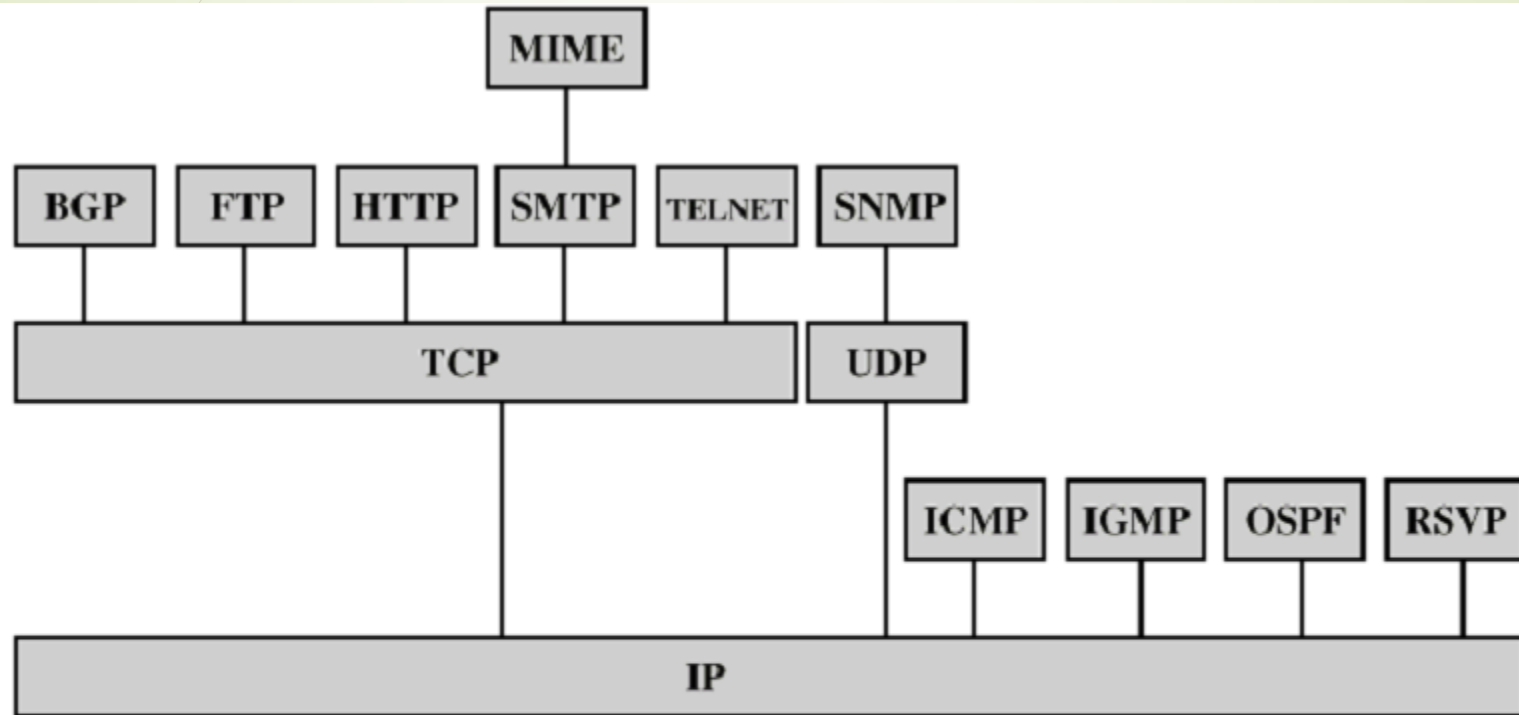 MIME
BGP FTP HTTP SMTP TELNET SNMP
TCP UDP
ICMP IGMP OSPF RSVP
IP